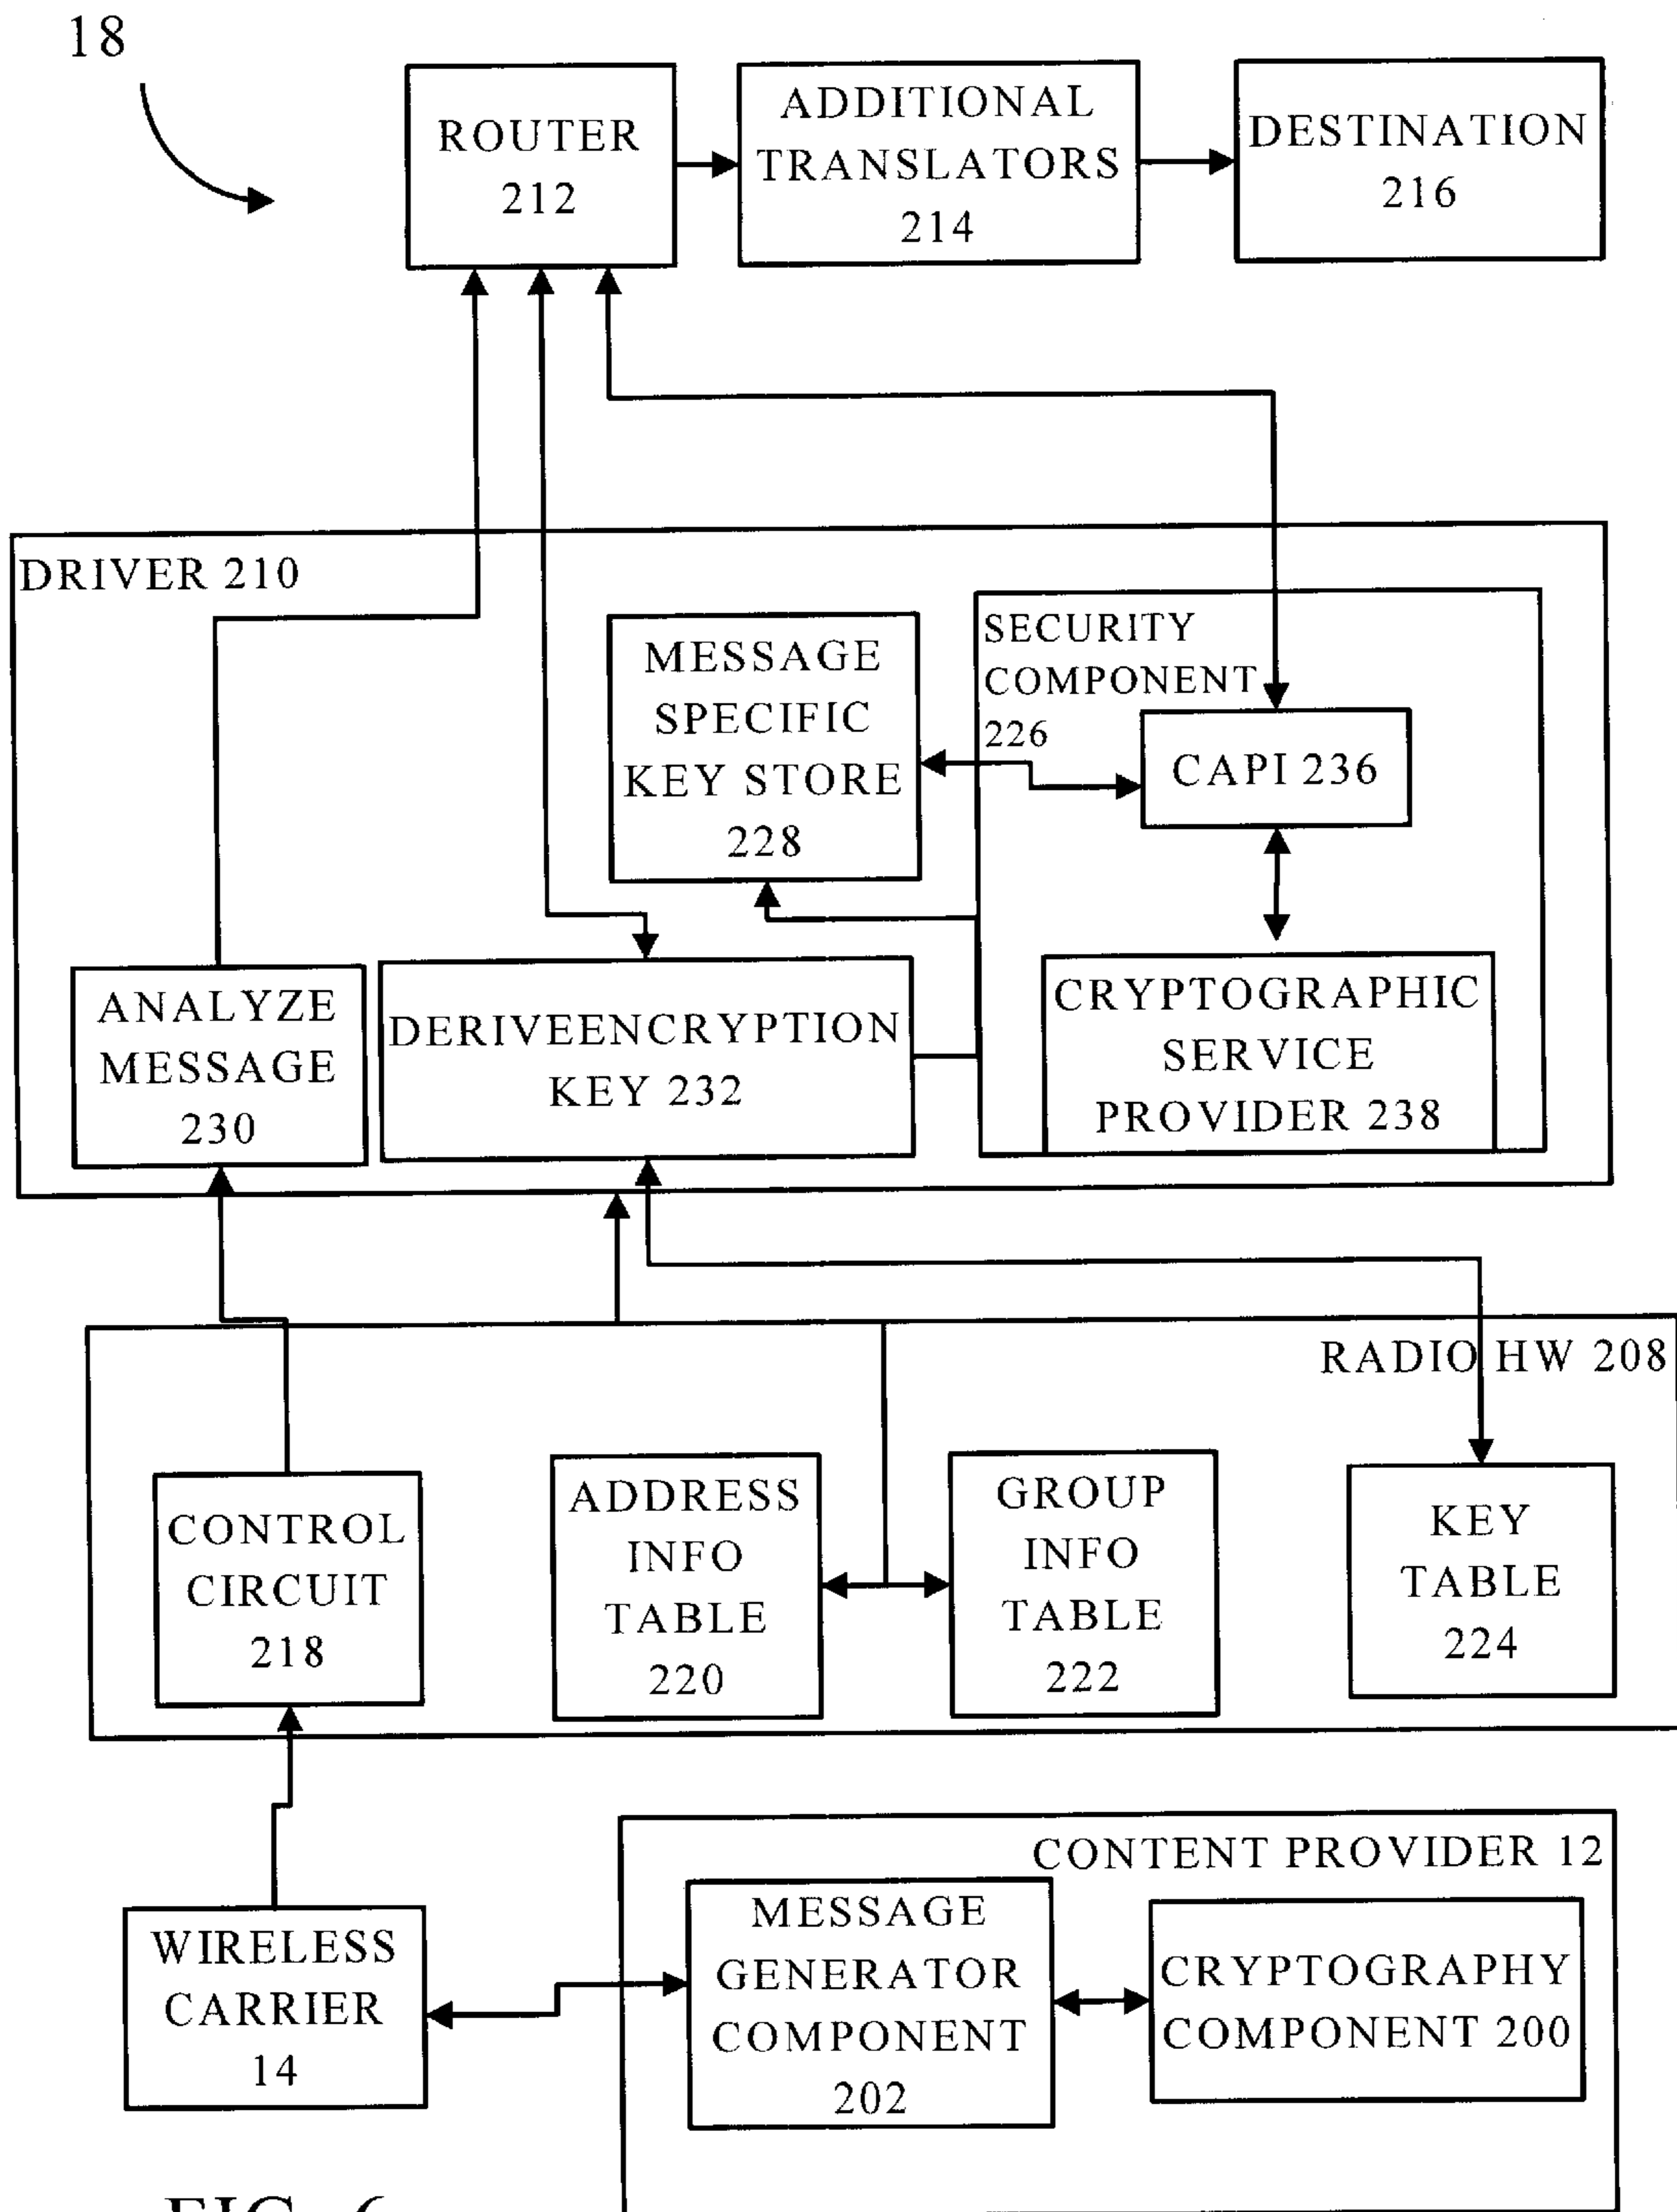 18
ROUTER
212
ADDITIONAL
TRANSLATORS
214
DESTINATION
216
DRIVER 210
MESSAGE
SPECIFIC
KEY STORE
228
SECURITY
COMPONENT
226
CAPI 236
ANALYZE
MESSAGE
230
DERIVEENCRYPTION
KEY 232
CRYPTOGRAPHIC
SERVICE
PROVIDER 238
RADIO HW 208
CONTROL
CIRCUIT
218
ADDRESS
INFO
TABLE
220
GROUP
INFO
TABLE
222
KEY
TABLE
224
CONTENT PROVIDER 12
WIRELESS
CARRIER
14
MESSAGE
GENERATOR
COMPONENT
202
CRYPTOGRAPHY
COMPONENT 200
FIG. 6